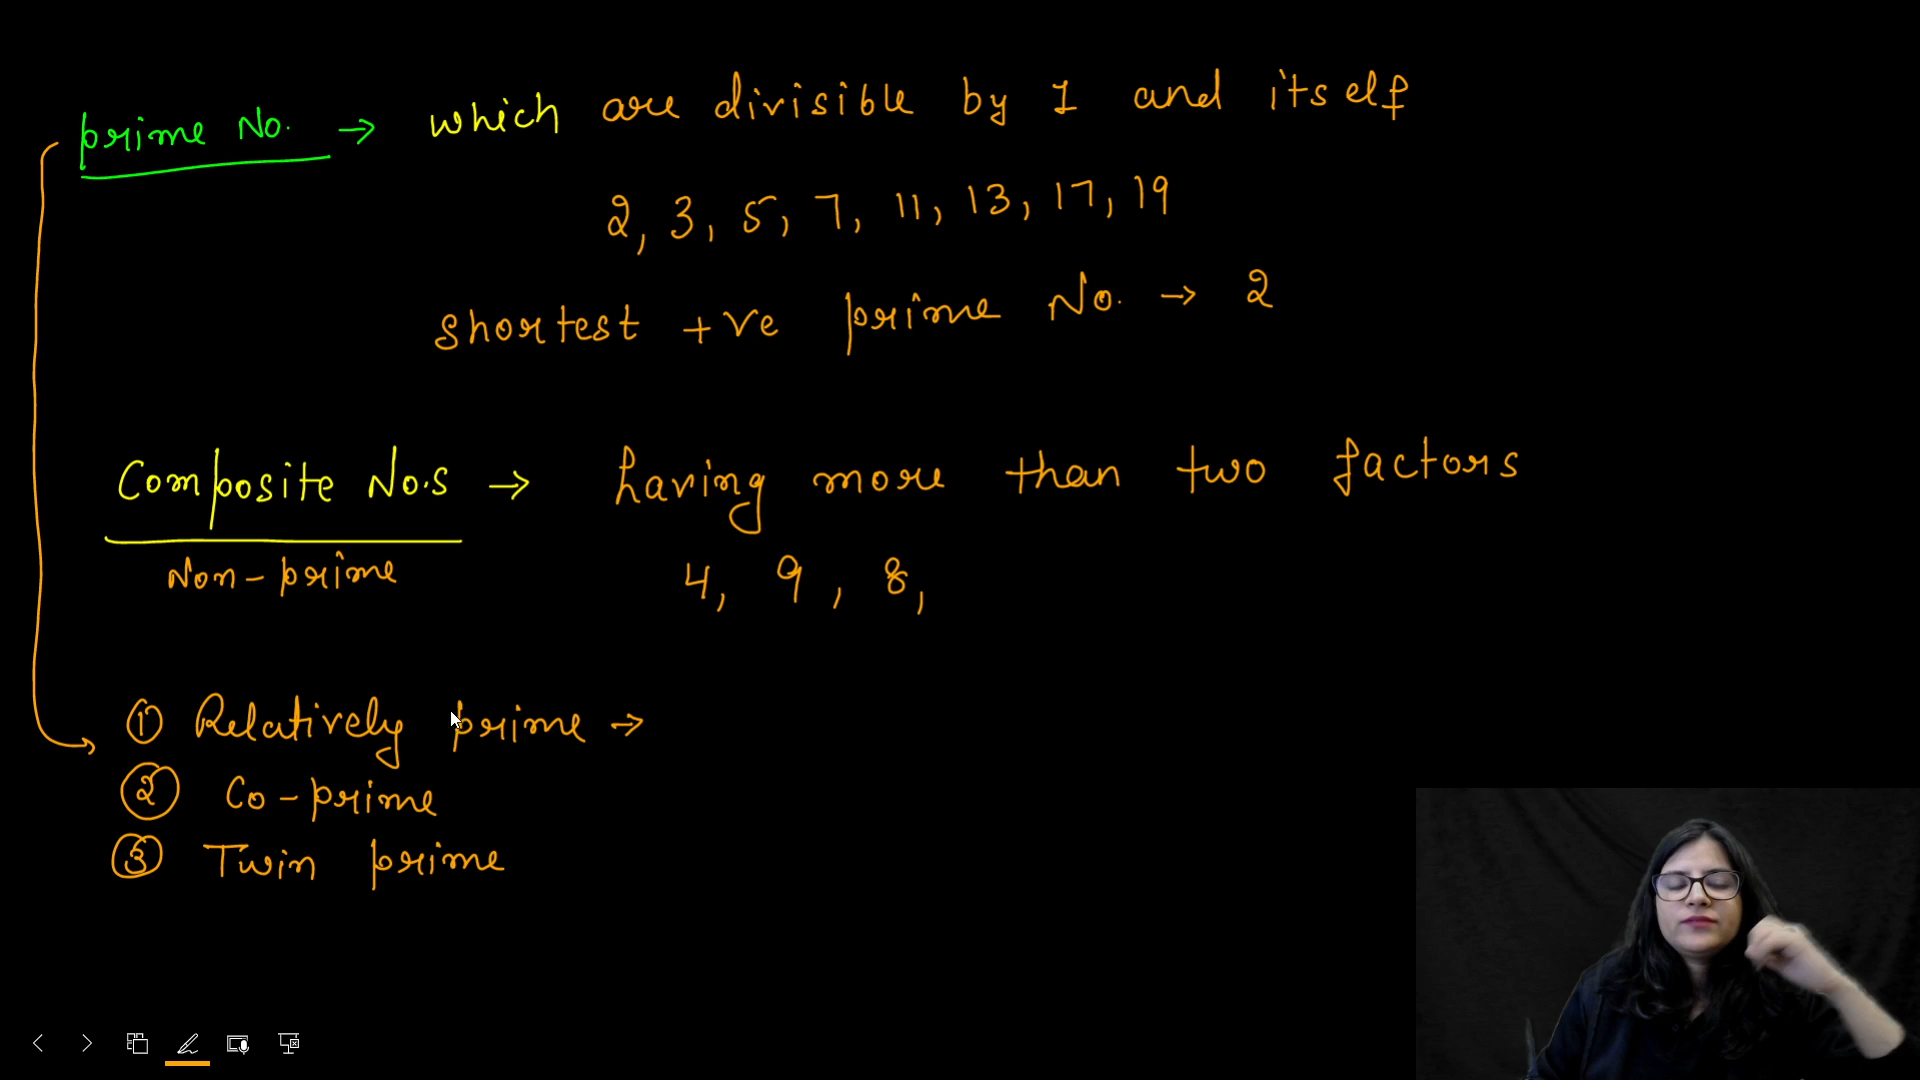 prime No. → which are divisible by 1 and itself
2, 3, 5, 7, 11, 13, 17, 19
shortest +ve prime No. → 2
Composite No.s → having more than two factors
Non-prime
4, 9, 8,
① Relatively prime →
② Co-prime
③ Twin prime